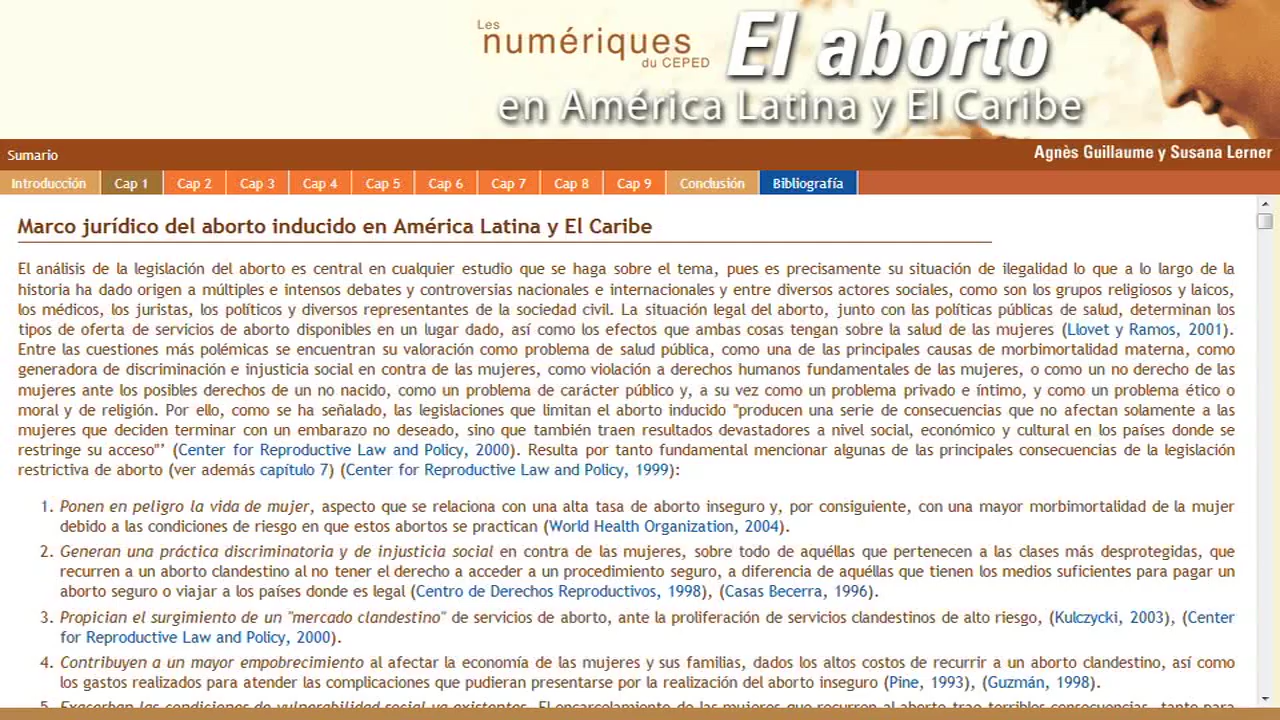 Les
numériques
du CEPED
El aborto
en América Latina y El Caribe
Sumario
Agnès Guillaume y Susana Lerner
Introducción Cap 1 Cap 2 Cap 3 Cap 4 Cap 5 Cap 6 Cap 7 Cap 8 Cap 9 Conclusión Bibliografía
Marco jurídico del aborto inducido en América Latina y El Caribe
El análisis de la legislación del aborto es central en cualquier estudio que se haga sobre el tema, pues es precisamente su situación de ilegalidad lo que a lo largo de la
historia ha dado origen a múltiples e intensos debates y controversias nacionales e internacionales y entre diversos actores sociales, como son los grupos religiosos y laicos,
los médicos, los juristas, los políticos y diversos representantes de la sociedad civil. La situación legal del aborto, junto con las políticas públicas de salud, determinan los
tipos de oferta de servicios de aborto disponibles en un lugar dado, así como los efectos que ambas cosas tengan sobre la salud de las mujeres (Llovet y Ramos, 2001).
Entre las cuestiones más polémicas se encuentran su valoración como problema de salud pública, como una de las principales causas de morbimortalidad materna, como
generadora de discriminación e injusticia social en contra de las mujeres, como violación a derechos humanos fundamentales de las mujeres, o como un no derecho de las
mujeres ante los posibles derechos de un no nacido, como un problema de carácter público y, a su vez como un problema privado e íntimo, y como un problema ético o
moral y de religión. Por ello, como se ha señalado, las legislaciones que limitan el aborto inducido "producen una serie de consecuencias que no afectan solamente a las
mujeres que deciden terminar con un embarazo no deseado, sino que también traen resultados devastadores a nivel social, económico y cultural en los países donde se
restringe su acceso"' (Center for Reproductive Law and Policy, 2000). Resulta por tanto fundamental mencionar algunas de las principales consecuencias de la legislación
restrictiva de aborto (ver además capítulo 7) (Center for Reproductive Law and Policy, 1999):
1. Ponen en peligro la vida de mujer, aspecto que se relaciona con una alta tasa de aborto inseguro y, por consiguiente, con una mayor morbimortalidad de la mujer
debido a las condiciones de riesgo en que estos abortos se practican (World Health Organization, 2004).
2. Generan una práctica discriminatoria y de injusticia social en contra de las mujeres, sobre todo de aquéllas que pertenecen a las clases más desprotegidas, que
recurren a un aborto clandestino al no tener el derecho a acceder a un procedimiento seguro, a diferencia de aquéllas que tienen los medios suficientes para pagar un
aborto seguro o viajar a los países donde es legal (Centro de Derechos Reproductivos, 1998), (Casas Becerra, 1996).
3. Propician el surgimiento de un "mercado clandestino" de servicios de aborto, ante la proliferación de servicios clandestinos de alto riesgo, (Kulczycki, 2003), (Center
for Reproductive Law and Policy, 2000).
4. Contribuyen a un mayor empobrecimiento al afectar la economía de las mujeres y sus familias, dados los altos costos de recurrir a un aborto clandestino, así como
los gastos realizados para atender las complicaciones que pudieran presentarse por la realización del aborto inseguro (Pine, 1993), (Guzmán, 1998).
5. Exacerban las condiciones de vulnerabilidad social ya existentes. El encarcelamiento de las mujeres que recurren al aborto trae terribles consecuencias, tanto para